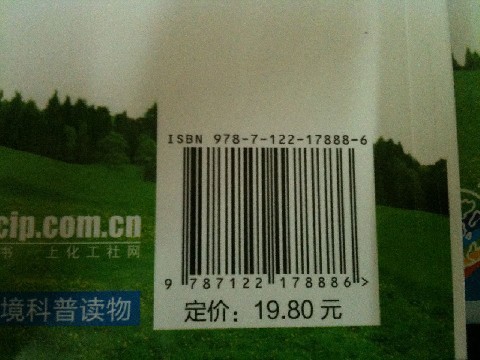 ISBN 978-7-122-17888-6
cip.com.cn
书 上化工社网
9 787122 178886>
境科普读物
定价：19.80 元